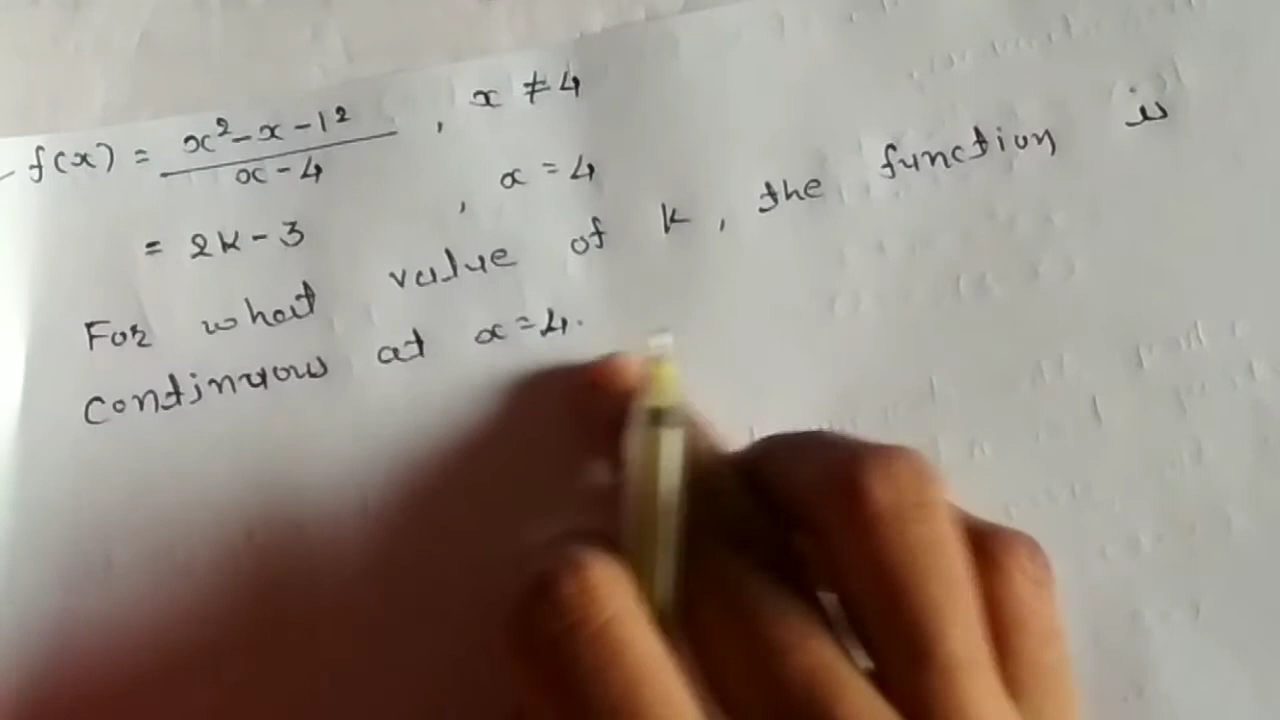 f(x) = x² - x - 12 / x - 4 , x ≠ 4
= 2k - 3 , x = 4
For what value of k, the function is
continuous at x = 4.